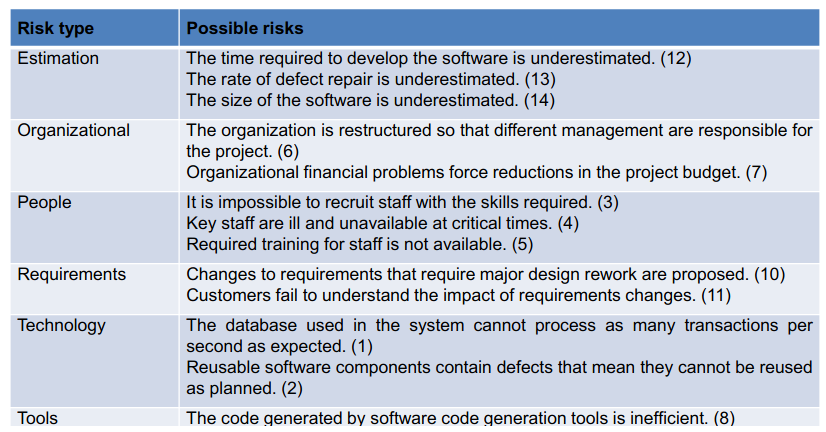 Risk type Possible risks
Estimation The time required to develop the software is underestimated. (12)
The rate of defect repair is underestimated. (13)
The size of the software is underestimated. (14)
Organizational The organization is restructured so that different management are responsible for
the project. (6)
Organizational financial problems force reductions in the project budget. (7)
People It is impossible to recruit staff with the skills required. (3)
Key staff are ill and unavailable at critical times. (4)
Required training for staff is not available. (5)
Requirements Changes to requirements that require major design rework are proposed. (10)
Customers fail to understand the impact of requirements changes. (11)
Technology The database used in the system cannot process as many transactions per
second as expected. (1)
Reusable software components contain defects that mean they cannot be reused
as planned. (2)
Tools The code generated by software code generation tools is inefficient. (8)